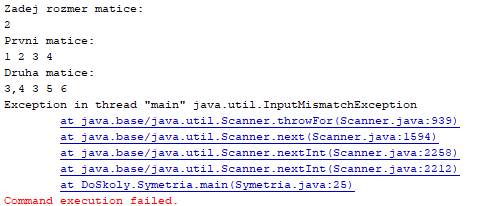 Zadej rozmer matice:
2
Prvni matice:
1 2 3 4
Druha matice:
3,4 3 5 6
Exception in thread "main" java.util.InputMismatchException
at java.base/java.util.Scanner.throwFor(Scanner.java:939)
at java.base/java.util.Scanner.next(Scanner.java:1594)
at java.base/java.util.Scanner.nextInt(Scanner.java:2258)
at java.base/java.util.Scanner.nextInt(Scanner.java:2212)
at DoSkoly.Symetria.main(Symetria.java:25)
Command execution failed.